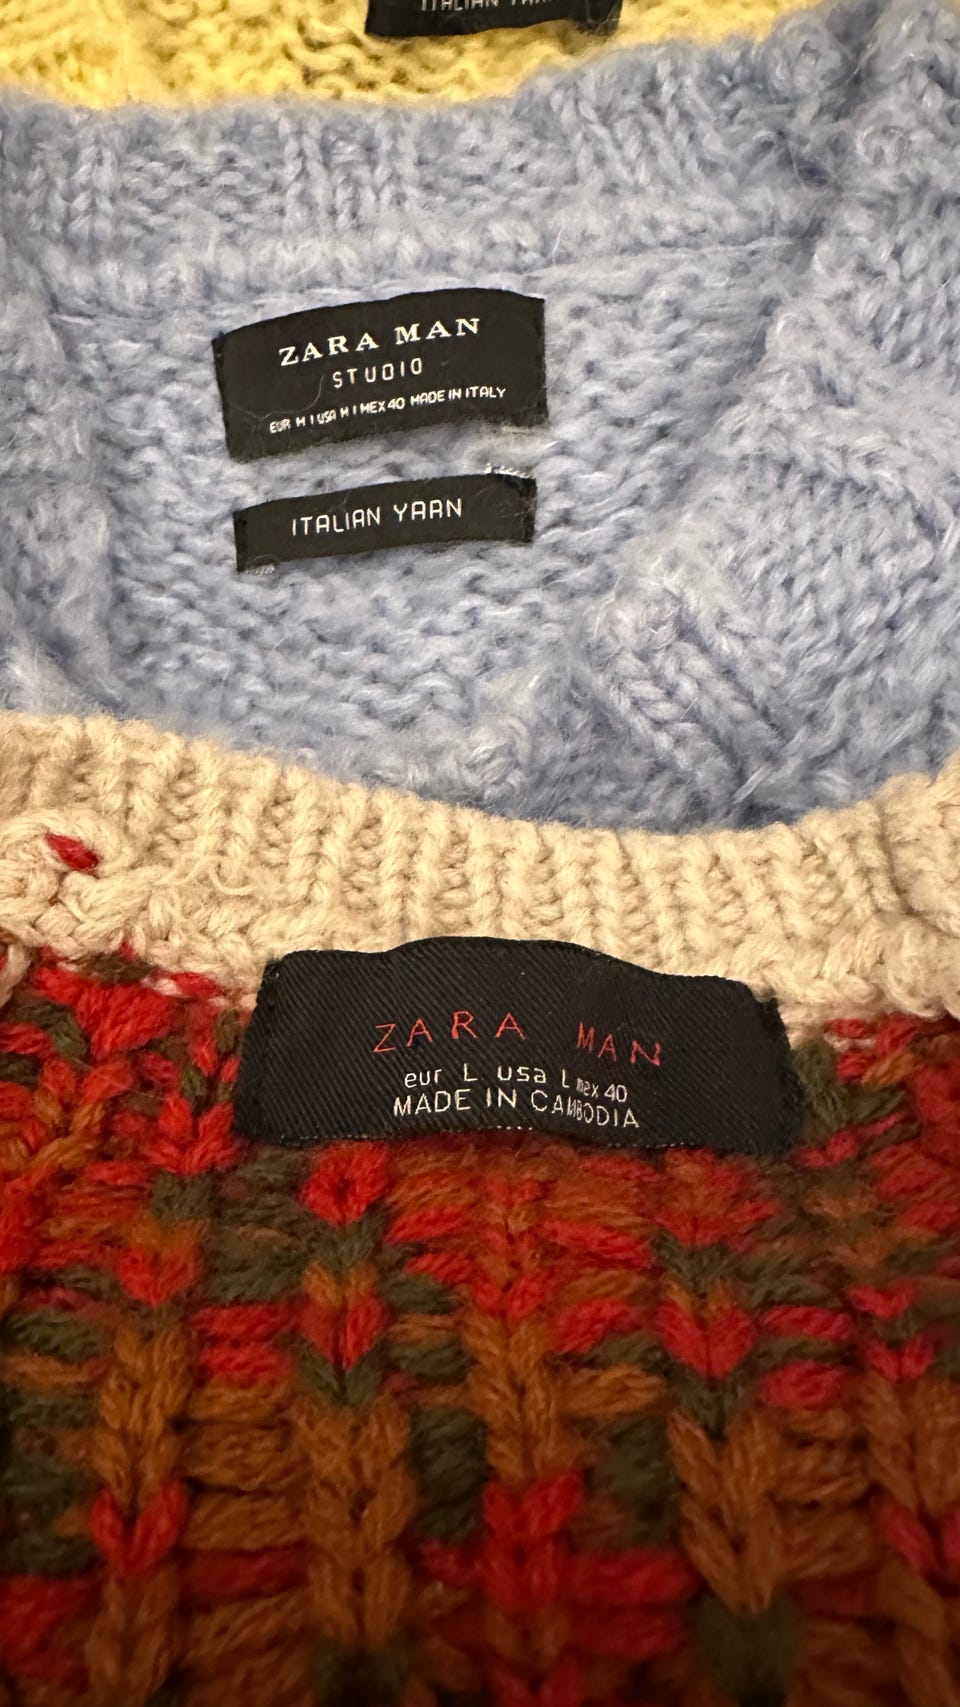 ITALIAN
ZARA MAN
STUDIO
EUR M I USA M I MEX 40 MADE IN ITALY
ITALIAN YARN
ZARA MAN
eur L usa L mex 40
MADE IN CAMBODIA